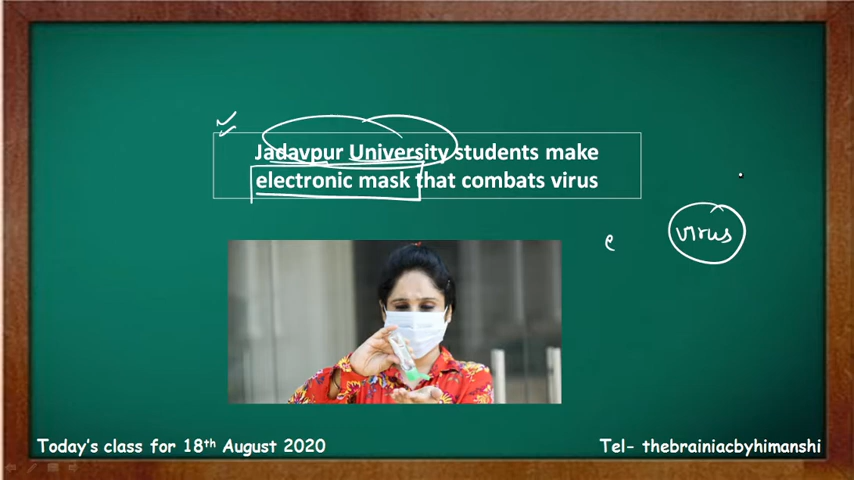 Jadavpur University students make
electronic mask that combats virus
e
virus
Today's class for 18th August 2020
Tel- thebrainiacbyhimanshi